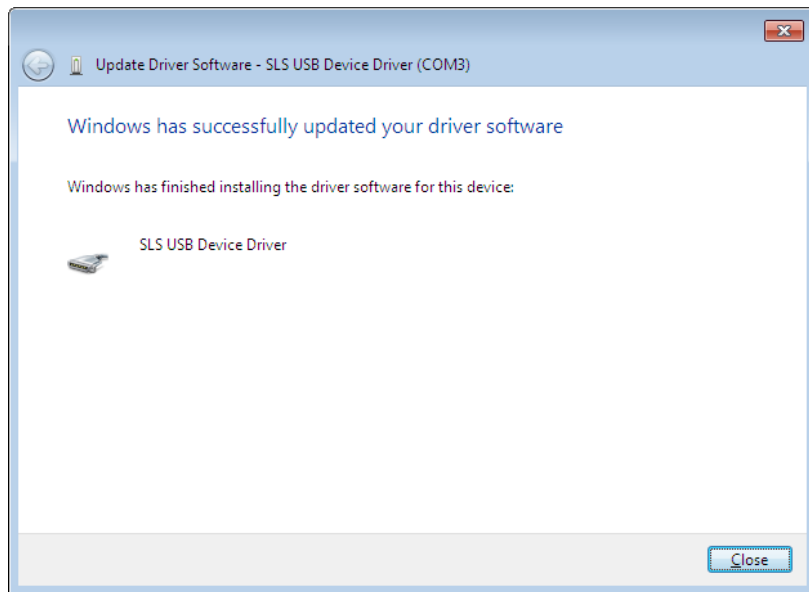 Update Driver Software - SLS USB Device Driver (COM3)
Windows has successfully updated your driver software
Windows has finished installing the driver software for this device:
SLS USB Device Driver
Close